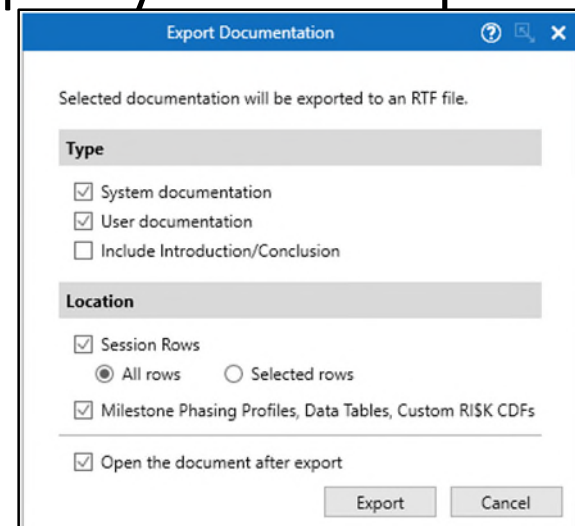 Export Documentation
Selected documentation will be exported to an RTF file.
Type
System documentation
User documentation
Include Introduction/Conclusion
Location
Session Rows
All rows Selected rows
Milestone Phasing Profiles, Data Tables, Custom RI$K CDFs
Open the document after export
Export Cancel